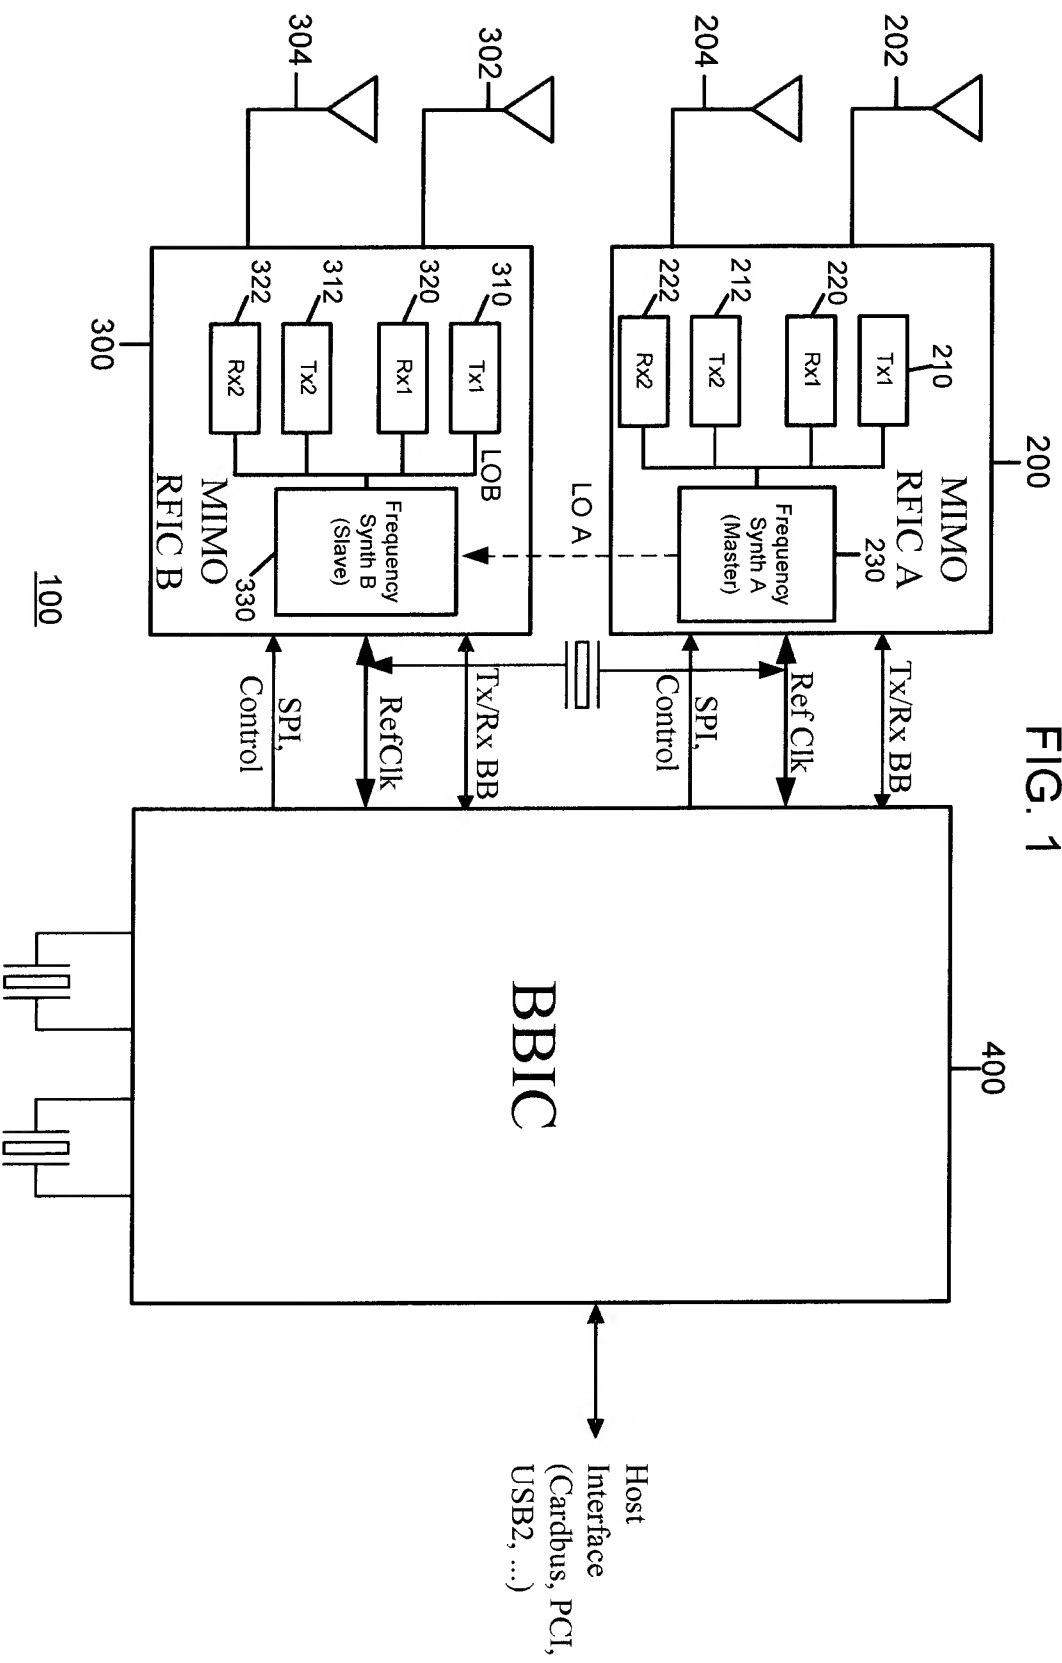 FIG. 1
202
204
302
304
200
MIMO
RFIC A
210
Tx1
220
Rx1
212
Tx2
222
Rx2
230
Frequency
Synth A
(Master)
LO A
310
Tx1
320
Rx1
312
Tx2
322
Rx2
LOB
Frequency
Synth B
(Slave)
330
MIMO
RFIC B
300
100
Tx/Rx BB
Ref Clk
SPI,
Control
Tx/Rx BB
RefClk
SPI,
Control
400
BBIC
Host
Interface
(Cardbus, PCI,
USB2, ...)